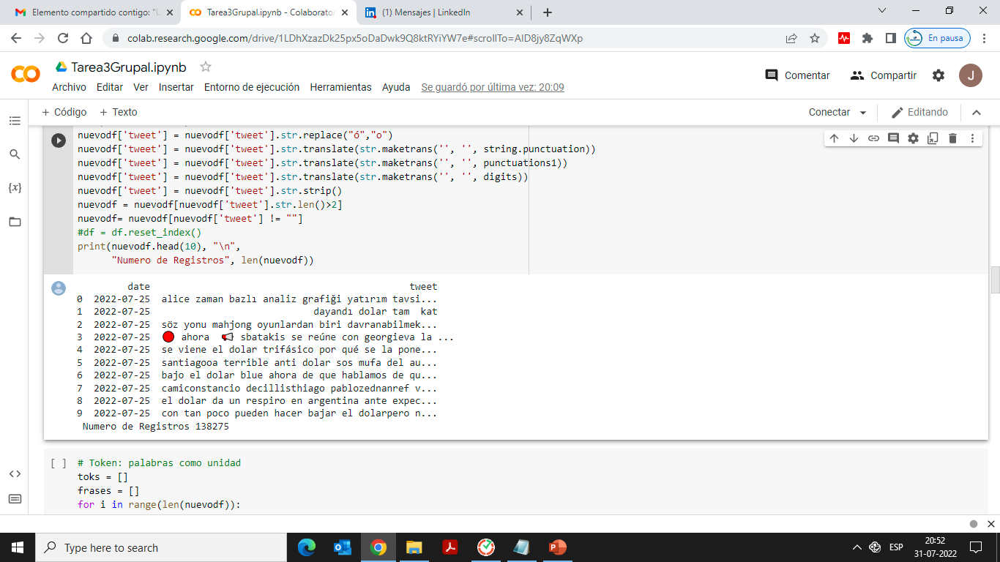 Elemento compartido contigo: "U
Tarea3Grupal.ipynb - Colaborator
(1) Mensajes | LinkedIn
colab.research.google.com/drive/1LDhXzazDk25px5oDaDwk9Q8ktRYiYW7e#scrollTo=AlD8jy8ZqWXp
En pausa
Tarea3Grupal.ipynb
Archivo Editar Ver Insertar Entorno de ejecución Herramientas Ayuda Se guardó por última vez: 20:09
Comentar Compartir J
+ Código + Texto
Conectar Editando
nuevodf['tweet'] = nuevodf['tweet'].str.replace("ó","o")
nuevodf['tweet'] = nuevodf['tweet'].str.translate(str.maketrans('', '', string.punctuation))
nuevodf['tweet'] = nuevodf['tweet'].str.translate(str.maketrans('', '', punctuations1))
nuevodf['tweet'] = nuevodf['tweet'].str.translate(str.maketrans('', '', digits))
nuevodf['tweet'] = nuevodf['tweet'].str.strip()
nuevodf = nuevodf[nuevodf['tweet'].str.len()>2]
nuevodf= nuevodf[nuevodf['tweet'] != ""]
#df = df.reset_index()
print(nuevodf.head(10), "\n",
"Numero de Registros", len(nuevodf))
date tweet
0 2022-07-25 alice zaman bazlı analiz grafiği yatırım tavsi...
1 2022-07-25 dayandı dolar tam kat
2 2022-07-25 söz yonu mahjong oyunlardan biri davranabilmek...
3 2022-07-25 🔴 ahora 📢 sbatakis se reúne con georgieva la ...
4 2022-07-25 se viene el dolar trifásico por qué se la pone...
5 2022-07-25 santiagooa terrible anti dolar sos mufa del au...
6 2022-07-25 bajo el dolar blue ahora de que hablamos de qu...
7 2022-07-25 camiconstancio decillisthiago pablozednanref v...
8 2022-07-25 el dolar da un respiro en argentina ante expec...
9 2022-07-25 con tan poco pueden hacer bajar el dolarpero n...
Numero de Registros 138275
[ ] # Token: palabras como unidad
toks = []
frases = []
for i in range(len(nuevodf)):
Type here to search
ESP
20:52
31-07-2022